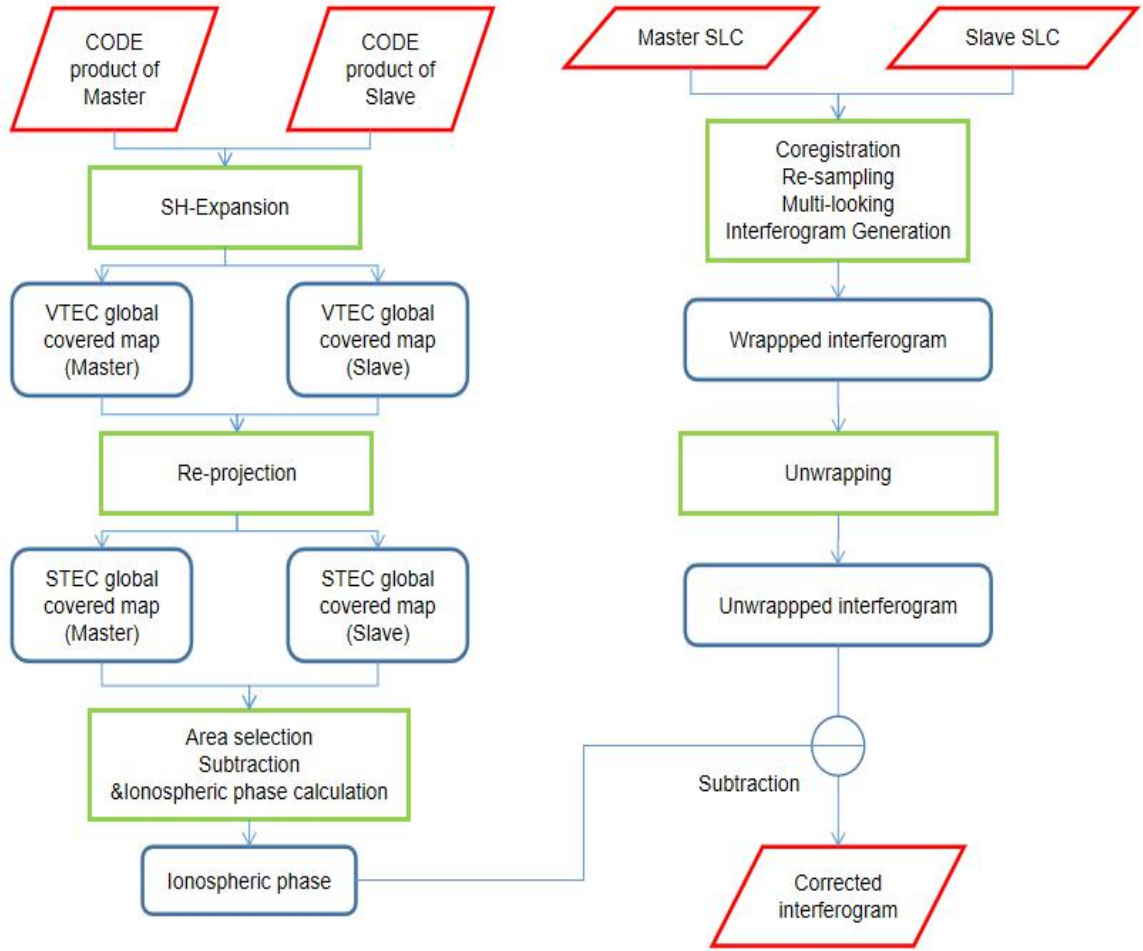 CODE
product of
Master
CODE
product of
Slave
SH-Expansion
VTEC global
covered map
(Master)
VTEC global
covered map
(Slave)
Re-projection
STEC global
covered map
(Master)
STEC global
covered map
(Slave)
Area selection
Subtraction
&Ionospheric phase calculation
Ionospheric phase
Master SLC
Slave SLC
Coregistration
Re-sampling
Multi-looking
Interferogram Generation
Wrappped interferogram
Unwrapping
Unwrappped interferogram
Subtraction
Corrected
interferogram